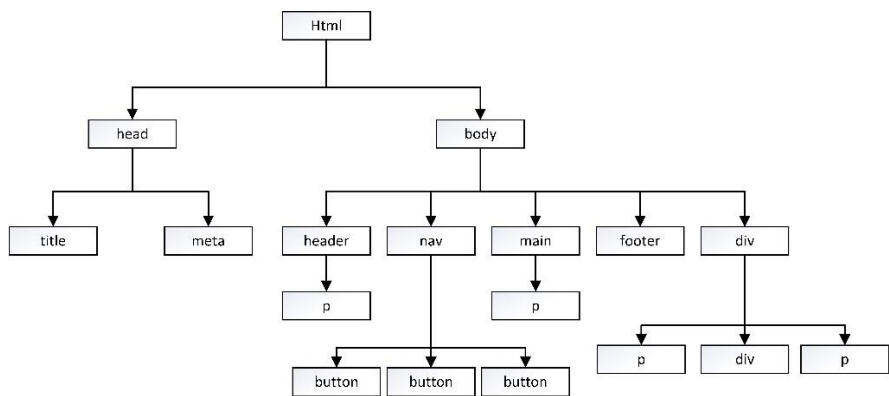 Html
head
body
title
meta
header
nav
main
footer
div
p
p
p
div
p
button
button
button